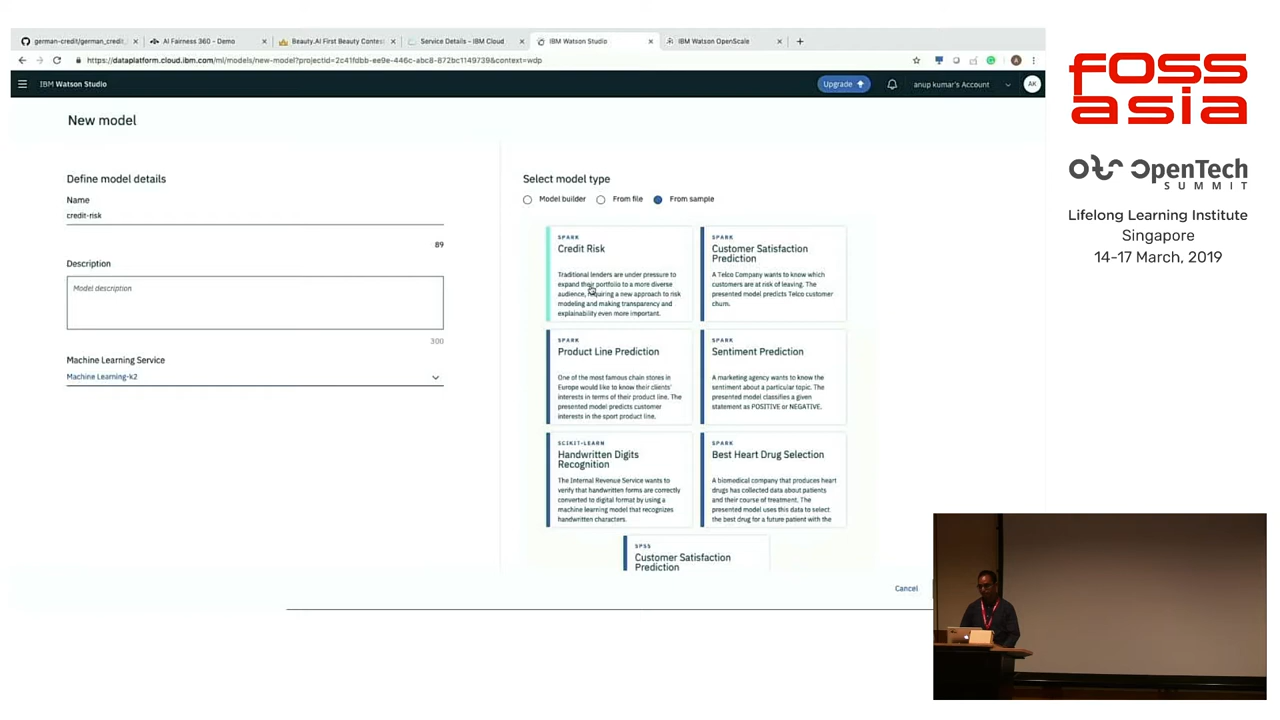 german-credit/german_credit_
AI Fairness 360 - Demo
Beauty.AI First Beauty Contest
Service Details - IBM Cloud
IBM Watson Studio
IBM Watson OpenScale
https://dataplatform.cloud.ibm.com/ml/models/new-model?projectid=2c41fdbb-ee9e-446c-abc8-872bc1149739&context=wdp
IBM Watson Studio
Upgrade
anup kumar's Account
AK
New model
Define model details
Name
credit-risk
89
Description
Model description
300
Machine Learning Service
Machine Learning-k2
Select model type
Model builder
From file
From sample
SPARK
Credit Risk
Traditional lenders are under pressure to
expand their portfolio to a more diverse
audience, requiring a new approach to risk
modeling and making transparency and
explainability even more important.
SPARK
Customer Satisfaction
Prediction
A Telco Company wants to know which
customers are at risk of leaving. The
presented model predicts Telco customer
churn.
SPARK
Product Line Prediction
One of the most famous chain stores in
Europe would like to know their clients'
interests in terms of their product line. The
presented model predicts customer
interests in the sport product line.
SPARK
Sentiment Prediction
A marketing agency wants to know the
sentiment about a particular topic. The
presented model classifies a given
statement as POSITIVE or NEGATIVE.
SCIKIT-LEARN
Handwritten Digits
Recognition
The Internal Revenue Service wants to
verify that handwritten forms are correctly
converted to digital format by using a
machine learning model that recognizes
handwritten characters.
SPARK
Best Heart Drug Selection
A biomedical company that produces heart
drugs has collected data about patients
and their course of treatment. The
presented model uses this data to select
the best drug for a future patient with the
SPSS
Customer Satisfaction
Prediction
Cancel
FOSS
asia
OpenTech
SUMMIT
Lifelong Learning Institute
Singapore
14-17 March, 2019